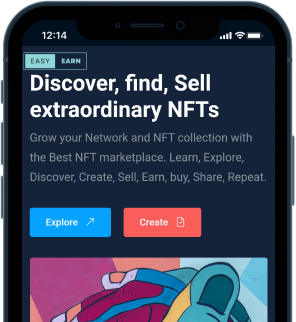 12:14
EASY EARN
Discover, find, Sell
extraordinary NFTs
Grow your Network and NFT collection with
the Best NFT marketplace. Learn, Explore,
Discover, Create, Sell, Earn, buy, Share, Repeat.
Explore Create